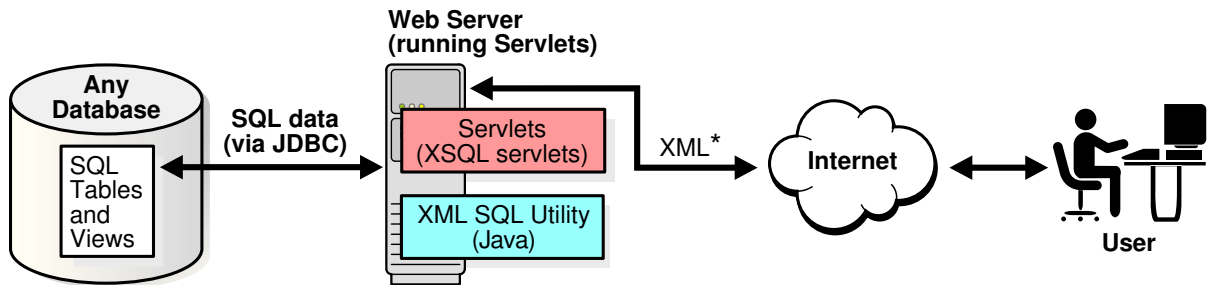 Web Server
(running Servlets)
Any
Database
SQL data
(via JDBC)
SQL
Tables
and
Views
Servlets
(XSQL servlets)
XML SQL Utility
(Java)
XML*
Internet
User